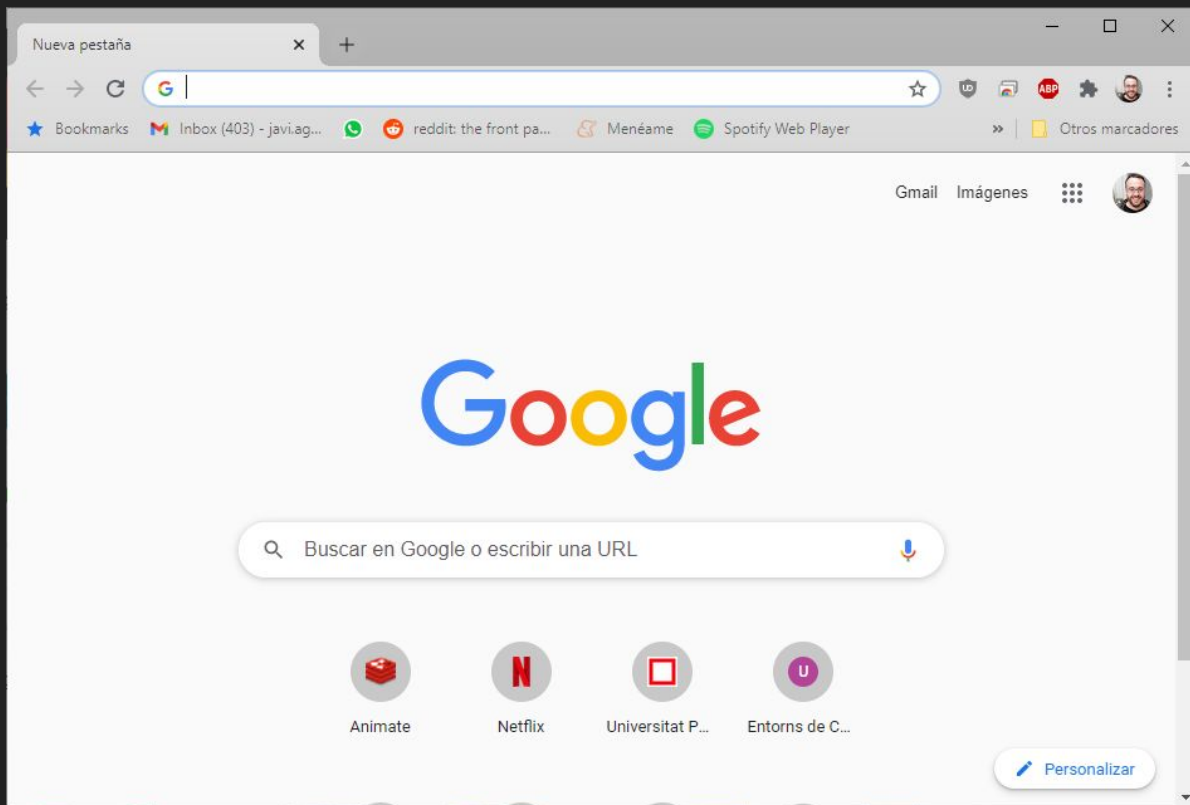 Nueva pestaña
Bookmarks Inbox (403) - javi.ag... reddit: the front pa... Menéame Spotify Web Player » Otros marcadores
Gmail Imágenes
Google
Buscar en Google o escribir una URL
Animate Netflix Universitat P... Entorns de C...
Personalizar